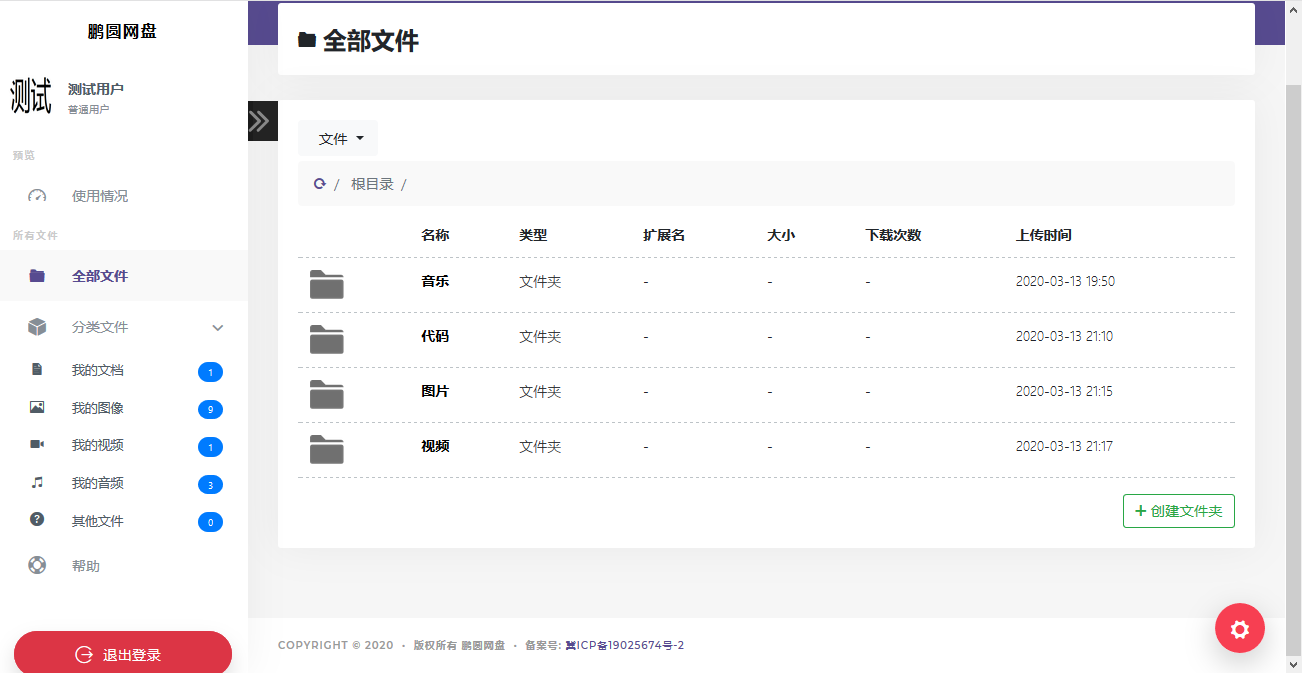 鹏圆网盘
测试
测试用户
普通用户
预览
使用情况
所有文件
全部文件
分类文件
我的文档 1
我的图像 9
我的视频 1
我的音频 3
其他文件 0
帮助
退出登录
全部文件
文件
/ 根目录 /
名称 类型 扩展名 大小 下载次数 上传时间
音乐 文件夹 - - - 2020-03-13 19:50
代码 文件夹 - - - 2020-03-13 21:10
图片 文件夹 - - - 2020-03-13 21:15
视频 文件夹 - - - 2020-03-13 21:17
+ 创建文件夹
COPYRIGHT © 2020 · 版权所有 鹏圆网盘 · 备案号: 冀ICP备19025674号-2